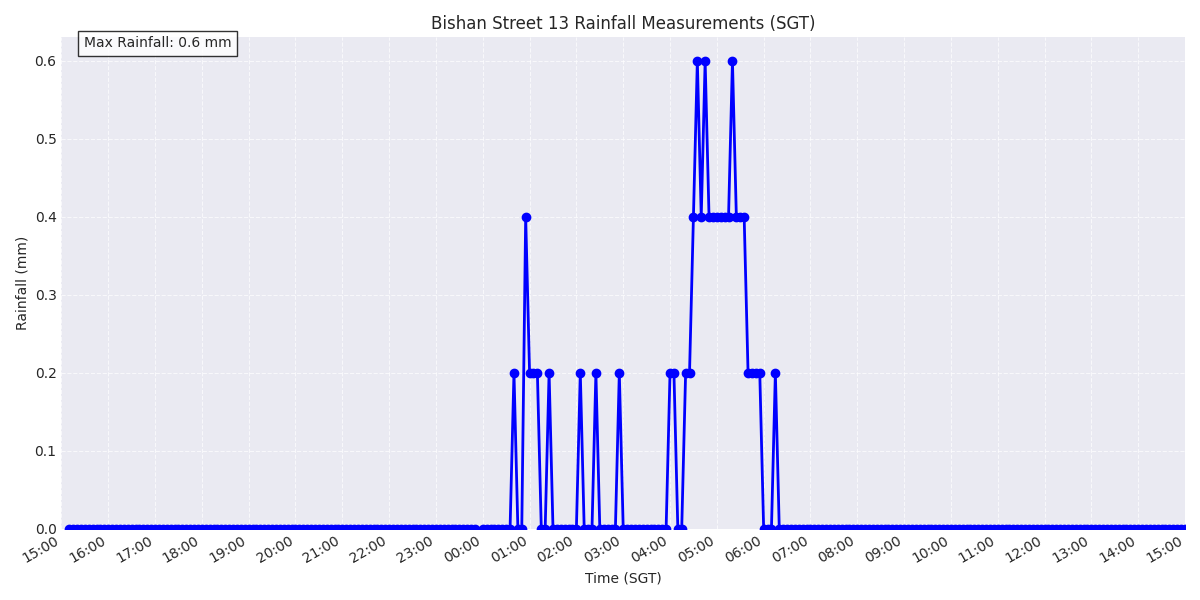 Bishan Street 13 Rainfall Measurements (SGT)
Max Rainfall: 0.6 mm
Rainfall (mm)
0.6
0.5
0.4
0.3
0.2
0.1
0.0
15:00 16:00 17:00 18:00 19:00 20:00 21:00 22:00 23:00 00:00 01:00 02:00 03:00 04:00 05:00 06:00 07:00 08:00 09:00 10:00 11:00 12:00 13:00 14:00 15:00
Time (SGT)